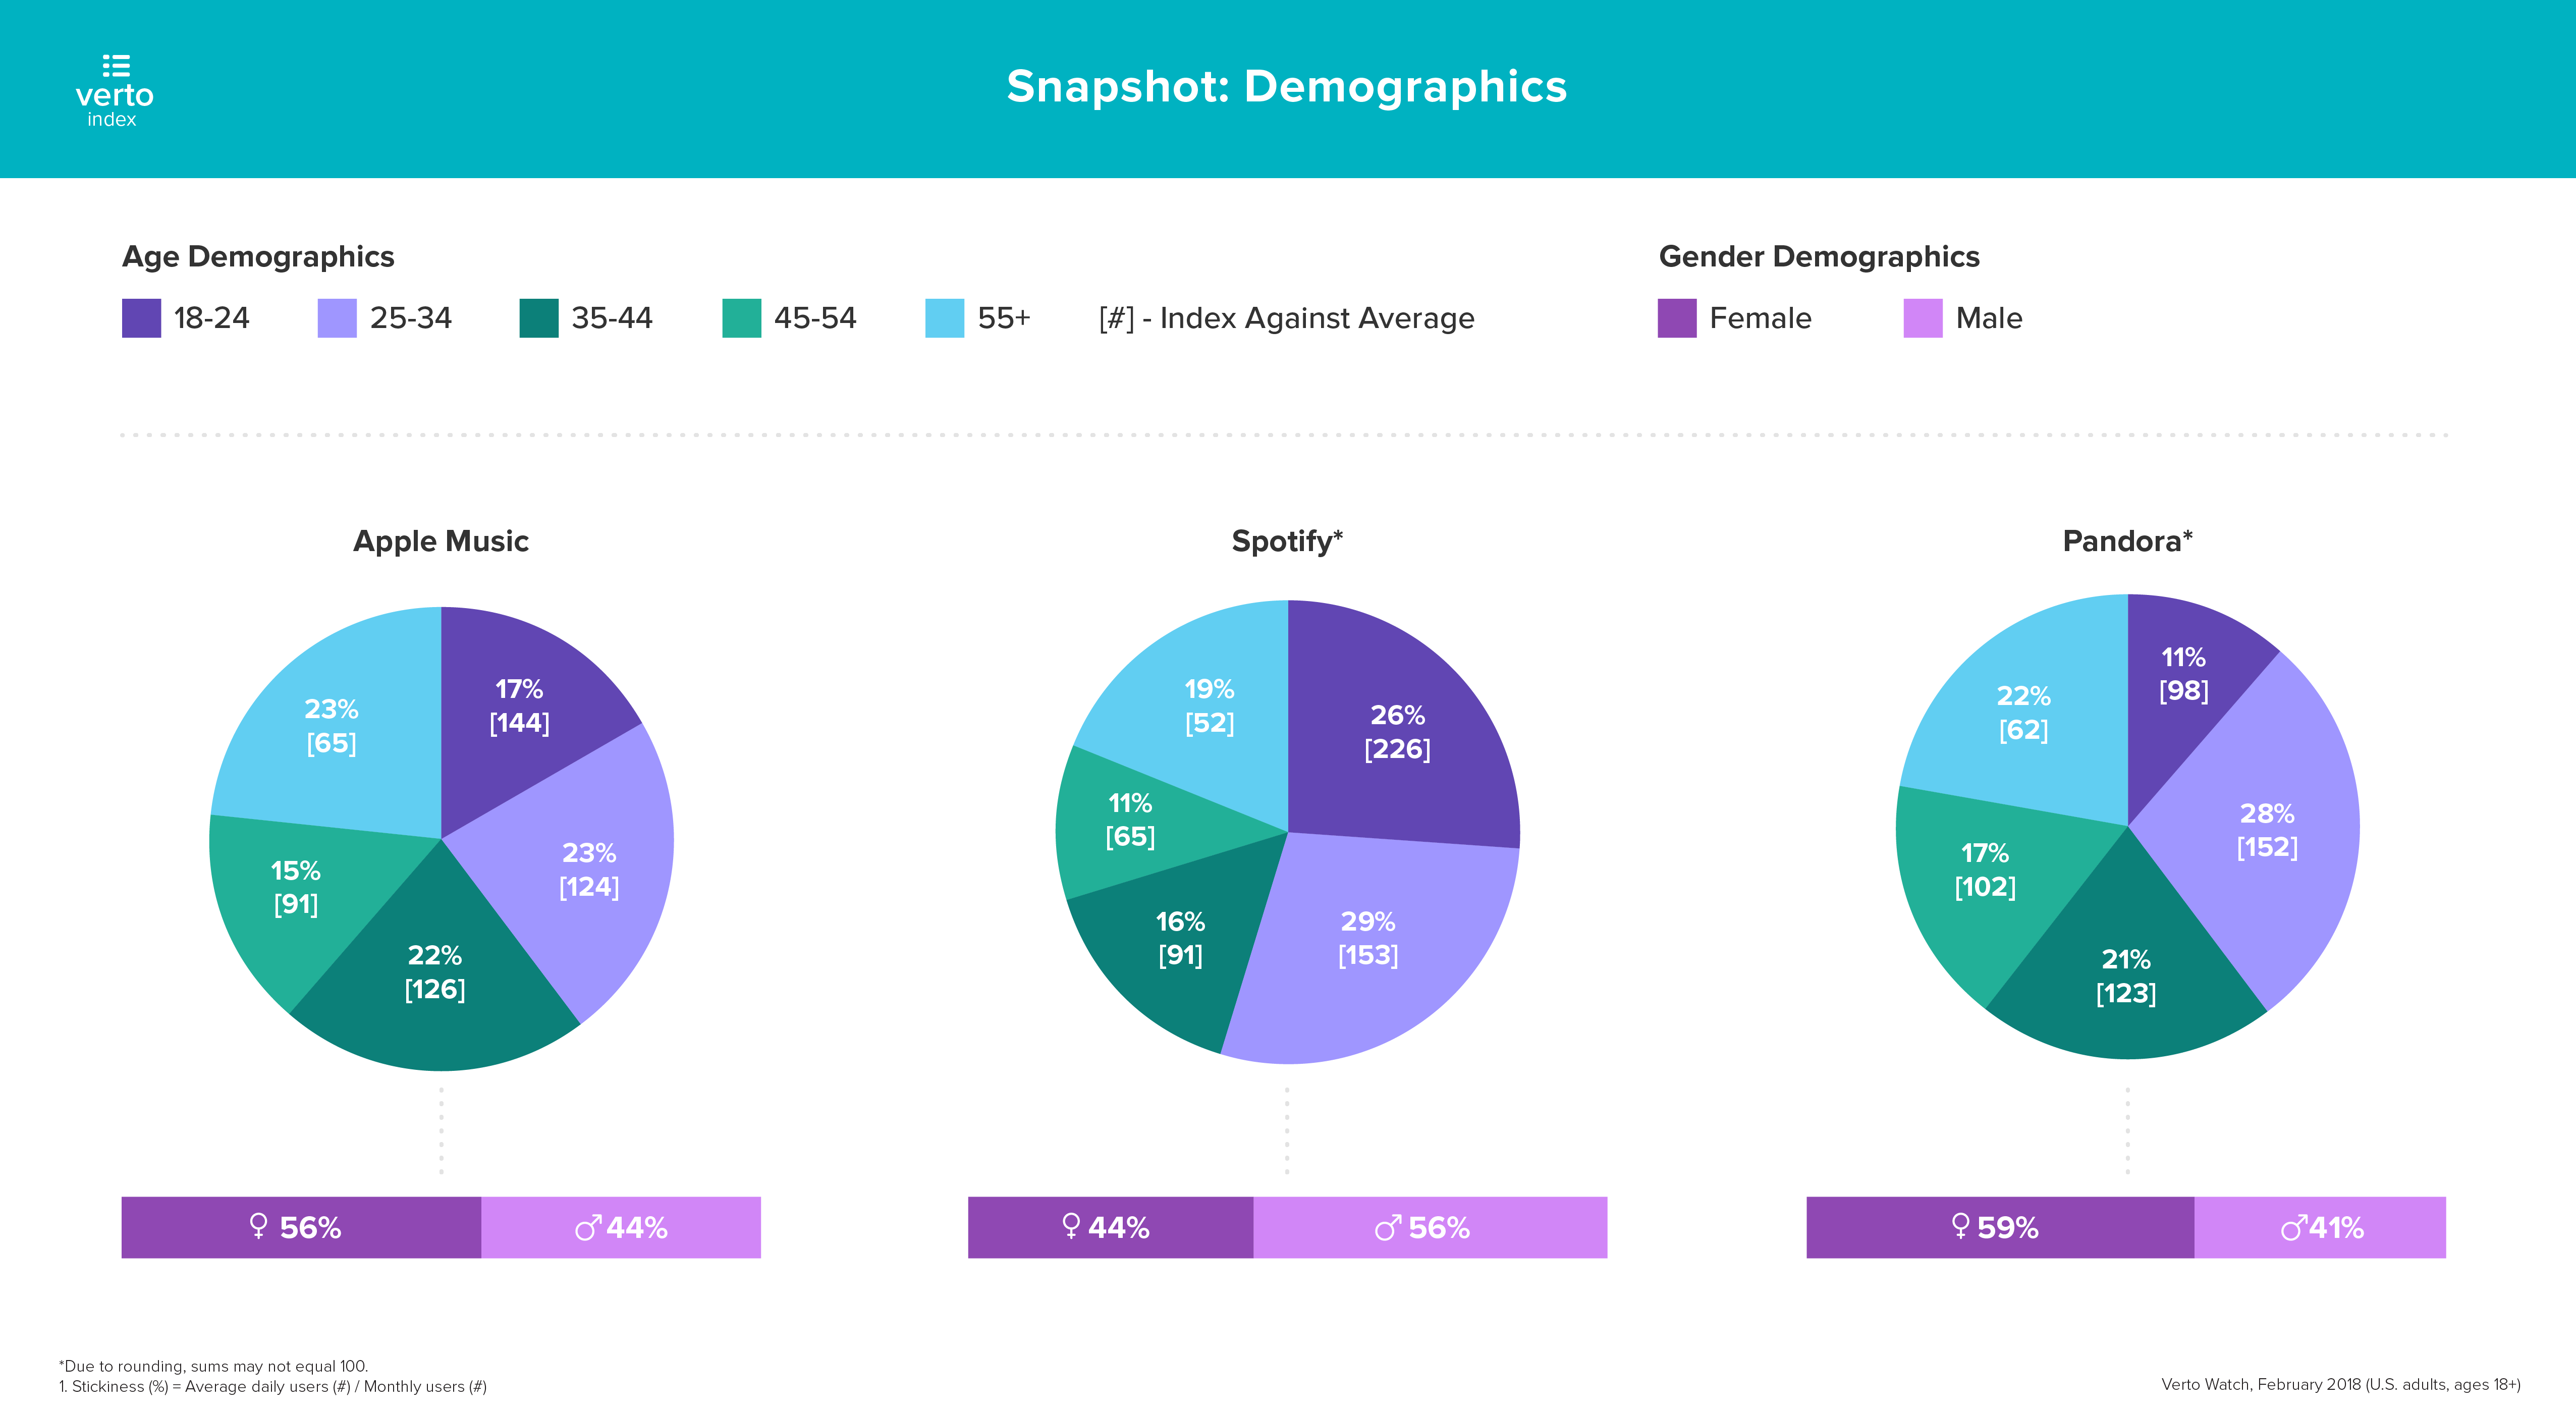 verto
index
Snapshot: Demographics
Age Demographics
18-24
25-34
35-44
45-54
55+
[#] - Index Against Average
Gender Demographics
Female
Male
Apple Music
17%
[144]
23%
[124]
22%
[126]
15%
[91]
23%
[65]
♀ 56%
♂ 44%
Spotify*
26%
[226]
29%
[153]
16%
[91]
11%
[65]
19%
[52]
♀ 44%
♂ 56%
Pandora*
11%
[98]
28%
[152]
21%
[123]
17%
[102]
22%
[62]
♀ 59%
♂ 41%
*Due to rounding, sums may not equal 100.
1. Stickiness (%) = Average daily users (#) / Monthly users (#)
Verto Watch, February 2018 (U.S. adults, ages 18+)